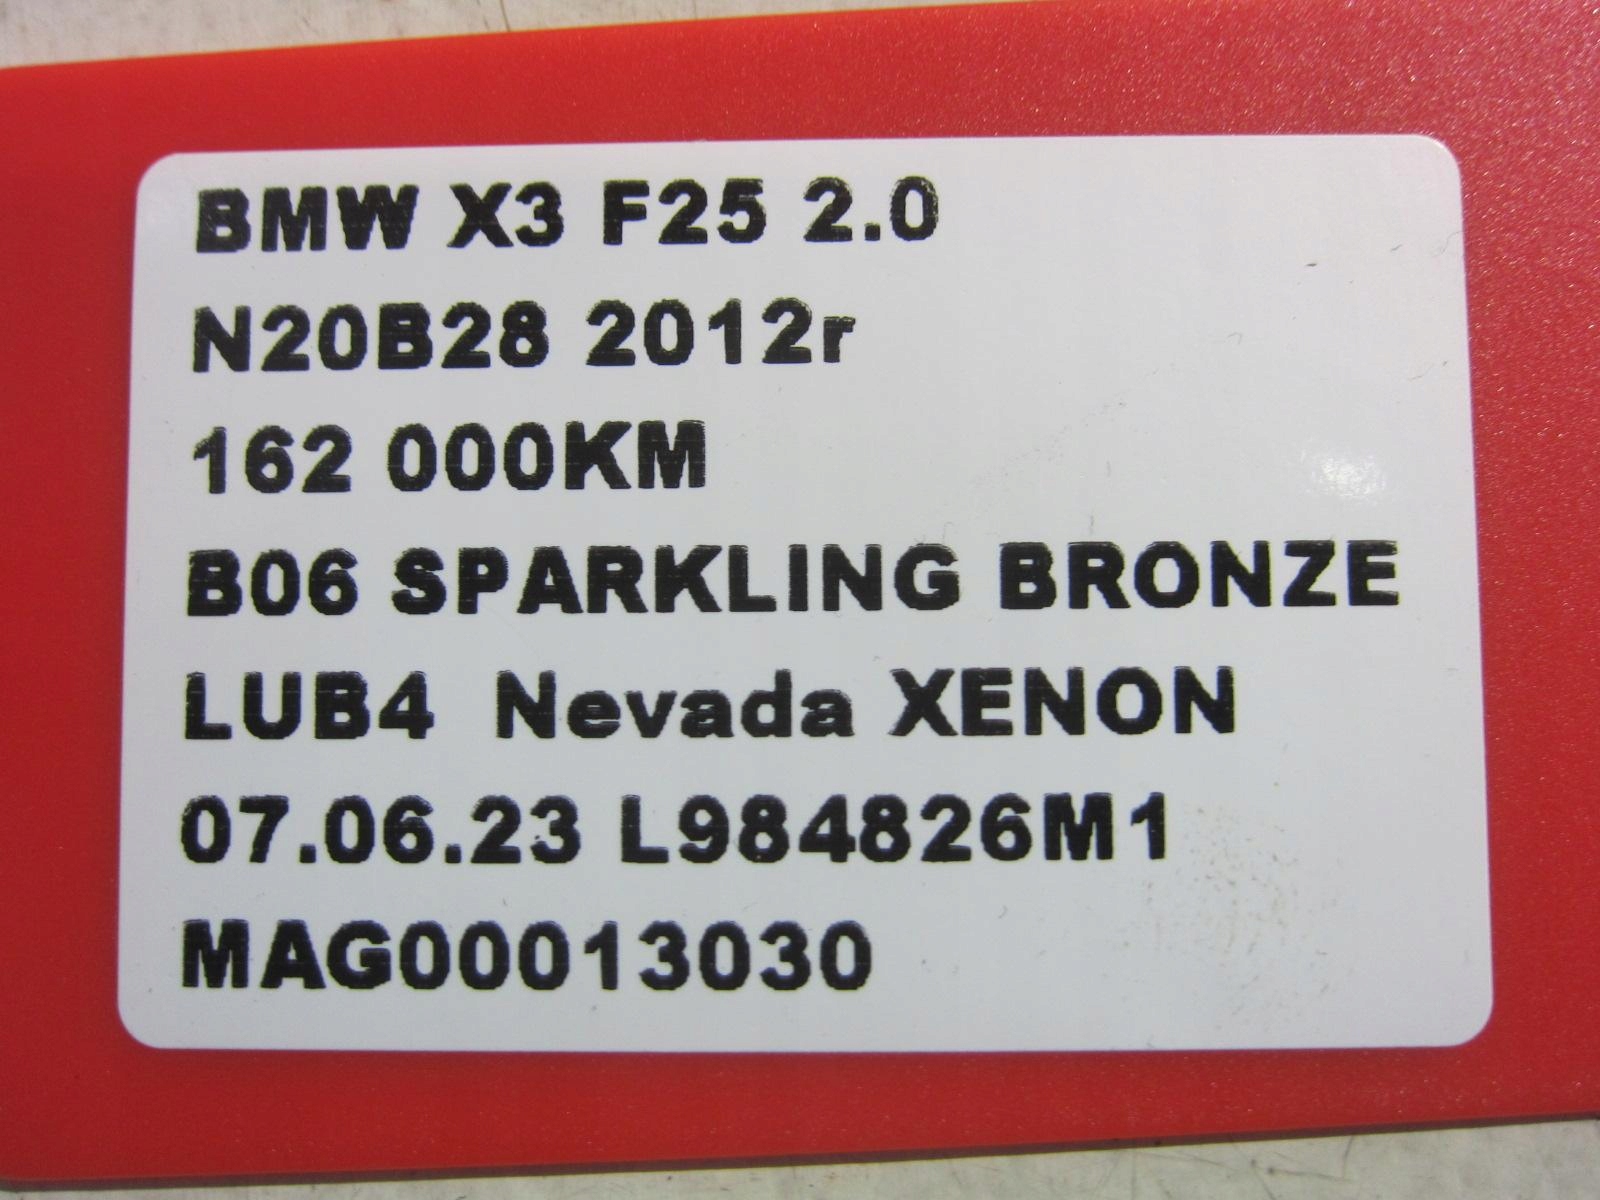 BMW X3 F25 2.0
N20B28 2012r
162 000KM
B06 SPARKLING BRONZE
LUB4 Nevada XENON
07.06.23 L984826M1
MAG00013030